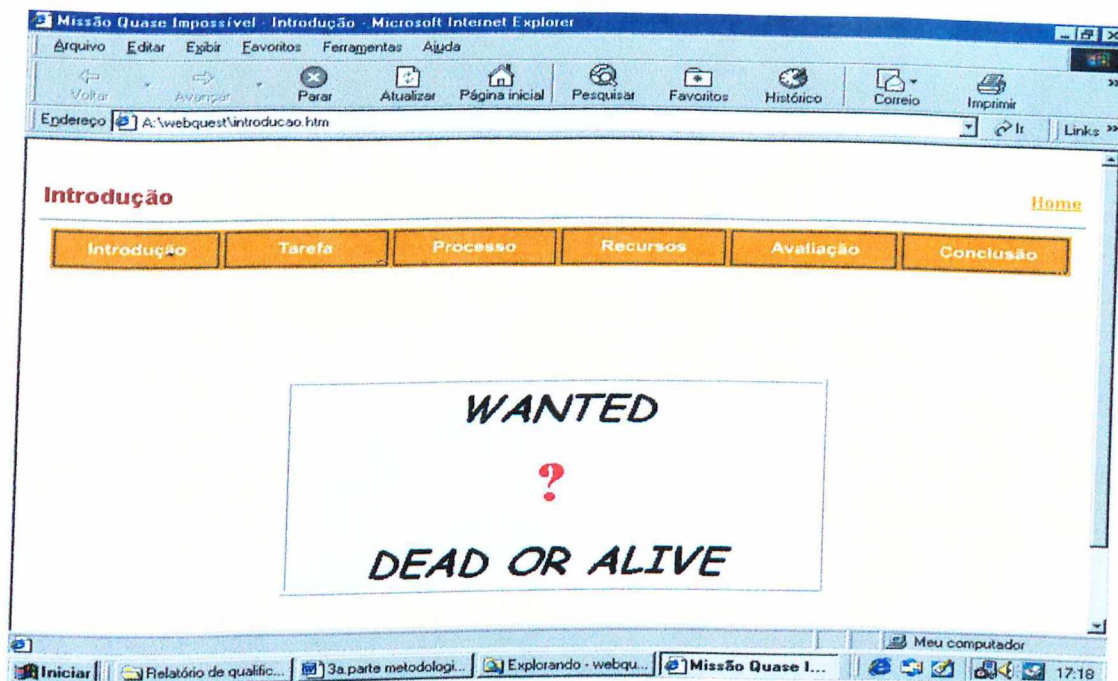 Missão Quase Impossível - Introdução - Microsoft Internet Explorer
Arquivo Editar Exibir Favoritos Ferramentas Ajuda
Voltar Avançar Parar Atualizar Página inicial Pesquisar Favoritos Histórico Correio Imprimir »
Endereço A:\webquest\introducao.htm Ir Links »
Introdução
Home
Introdução Tarefa Processo Recursos Avaliação Conclusão
WANTED
?
DEAD OR ALIVE
Meu computador
Iniciar Relatório de qualific... 3a.parte metodologi... Explorando - webqu... Missão Quase I... 17:18